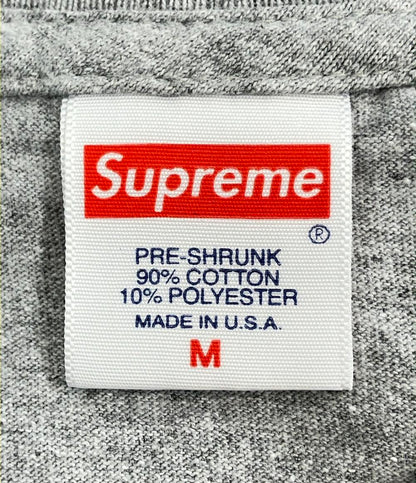 Supreme
®
PRE-SHRUNK
90% COTTON
10% POLYESTER
MADE IN U.S.A.
M